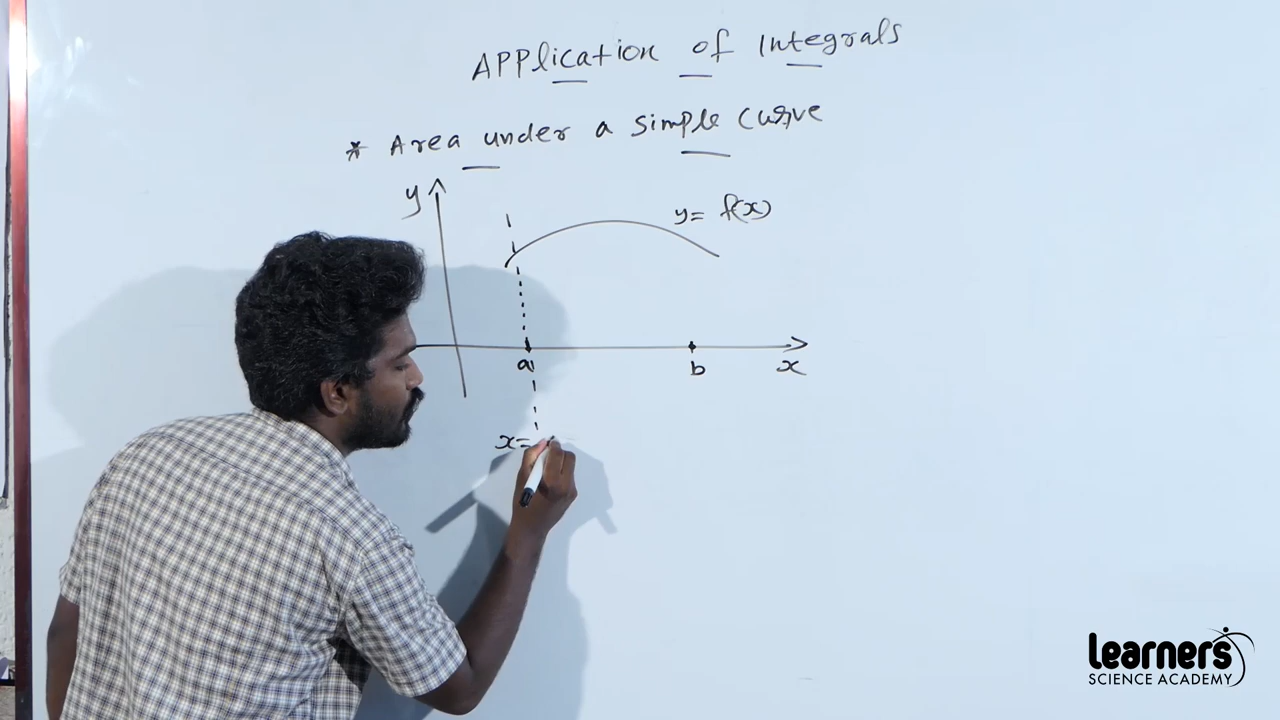 APPlication of Integrals
* Area under a simple Curve
y
y= f(x)
a
b
x
x=
Learners
SCIENCE ACADEMY